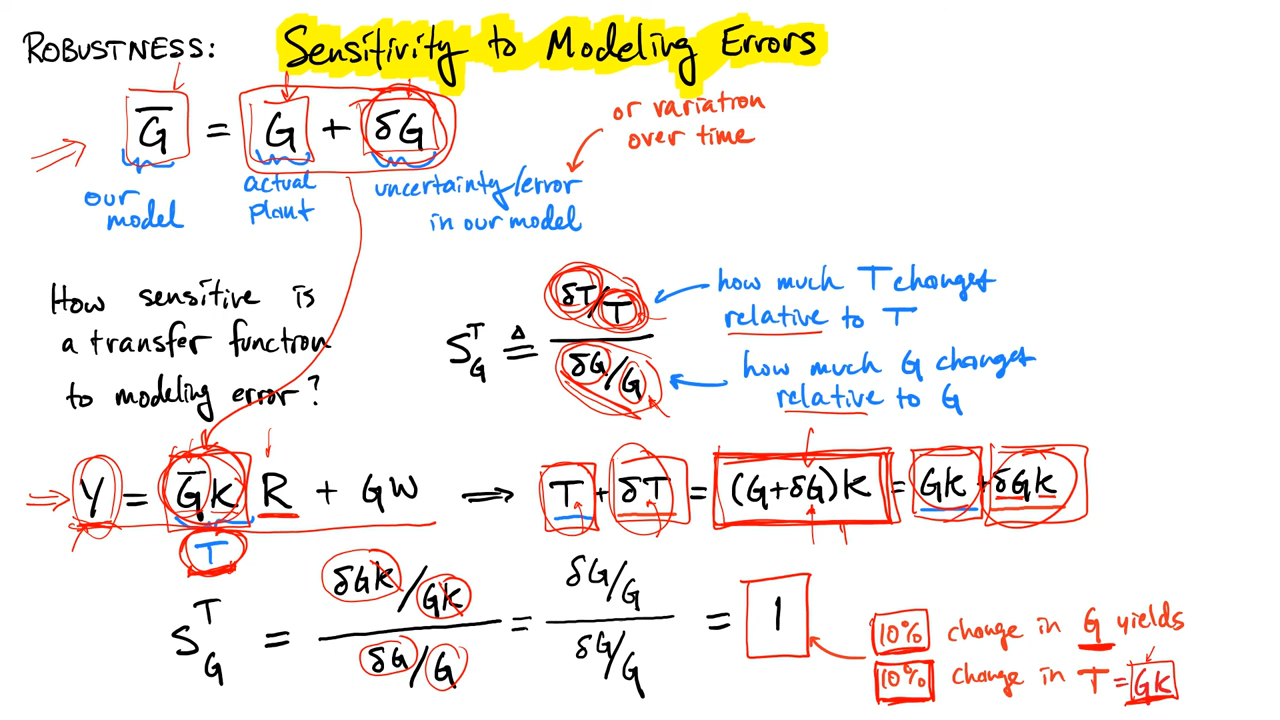 ROBUSTNESS: Sensitivity to Modeling Errors
G̅ = G + δG
or variation
over time
our
model
actual
plant
uncertainty/error
in our model
How sensitive is
a transfer function
to modeling error?
S_G^T ≜ (δT/T) / (δG/G)
how much T changes
relative to T
how much G changes
relative to G
Y = G̅K R + GW ⟹ T + δT = (G+δG)K = GK + δGK
T
S_G^T = (δGK/GK) / (δG/G) = (δG/G) / (δG/G) = 1
10% change in G yields
10% change in T = GK